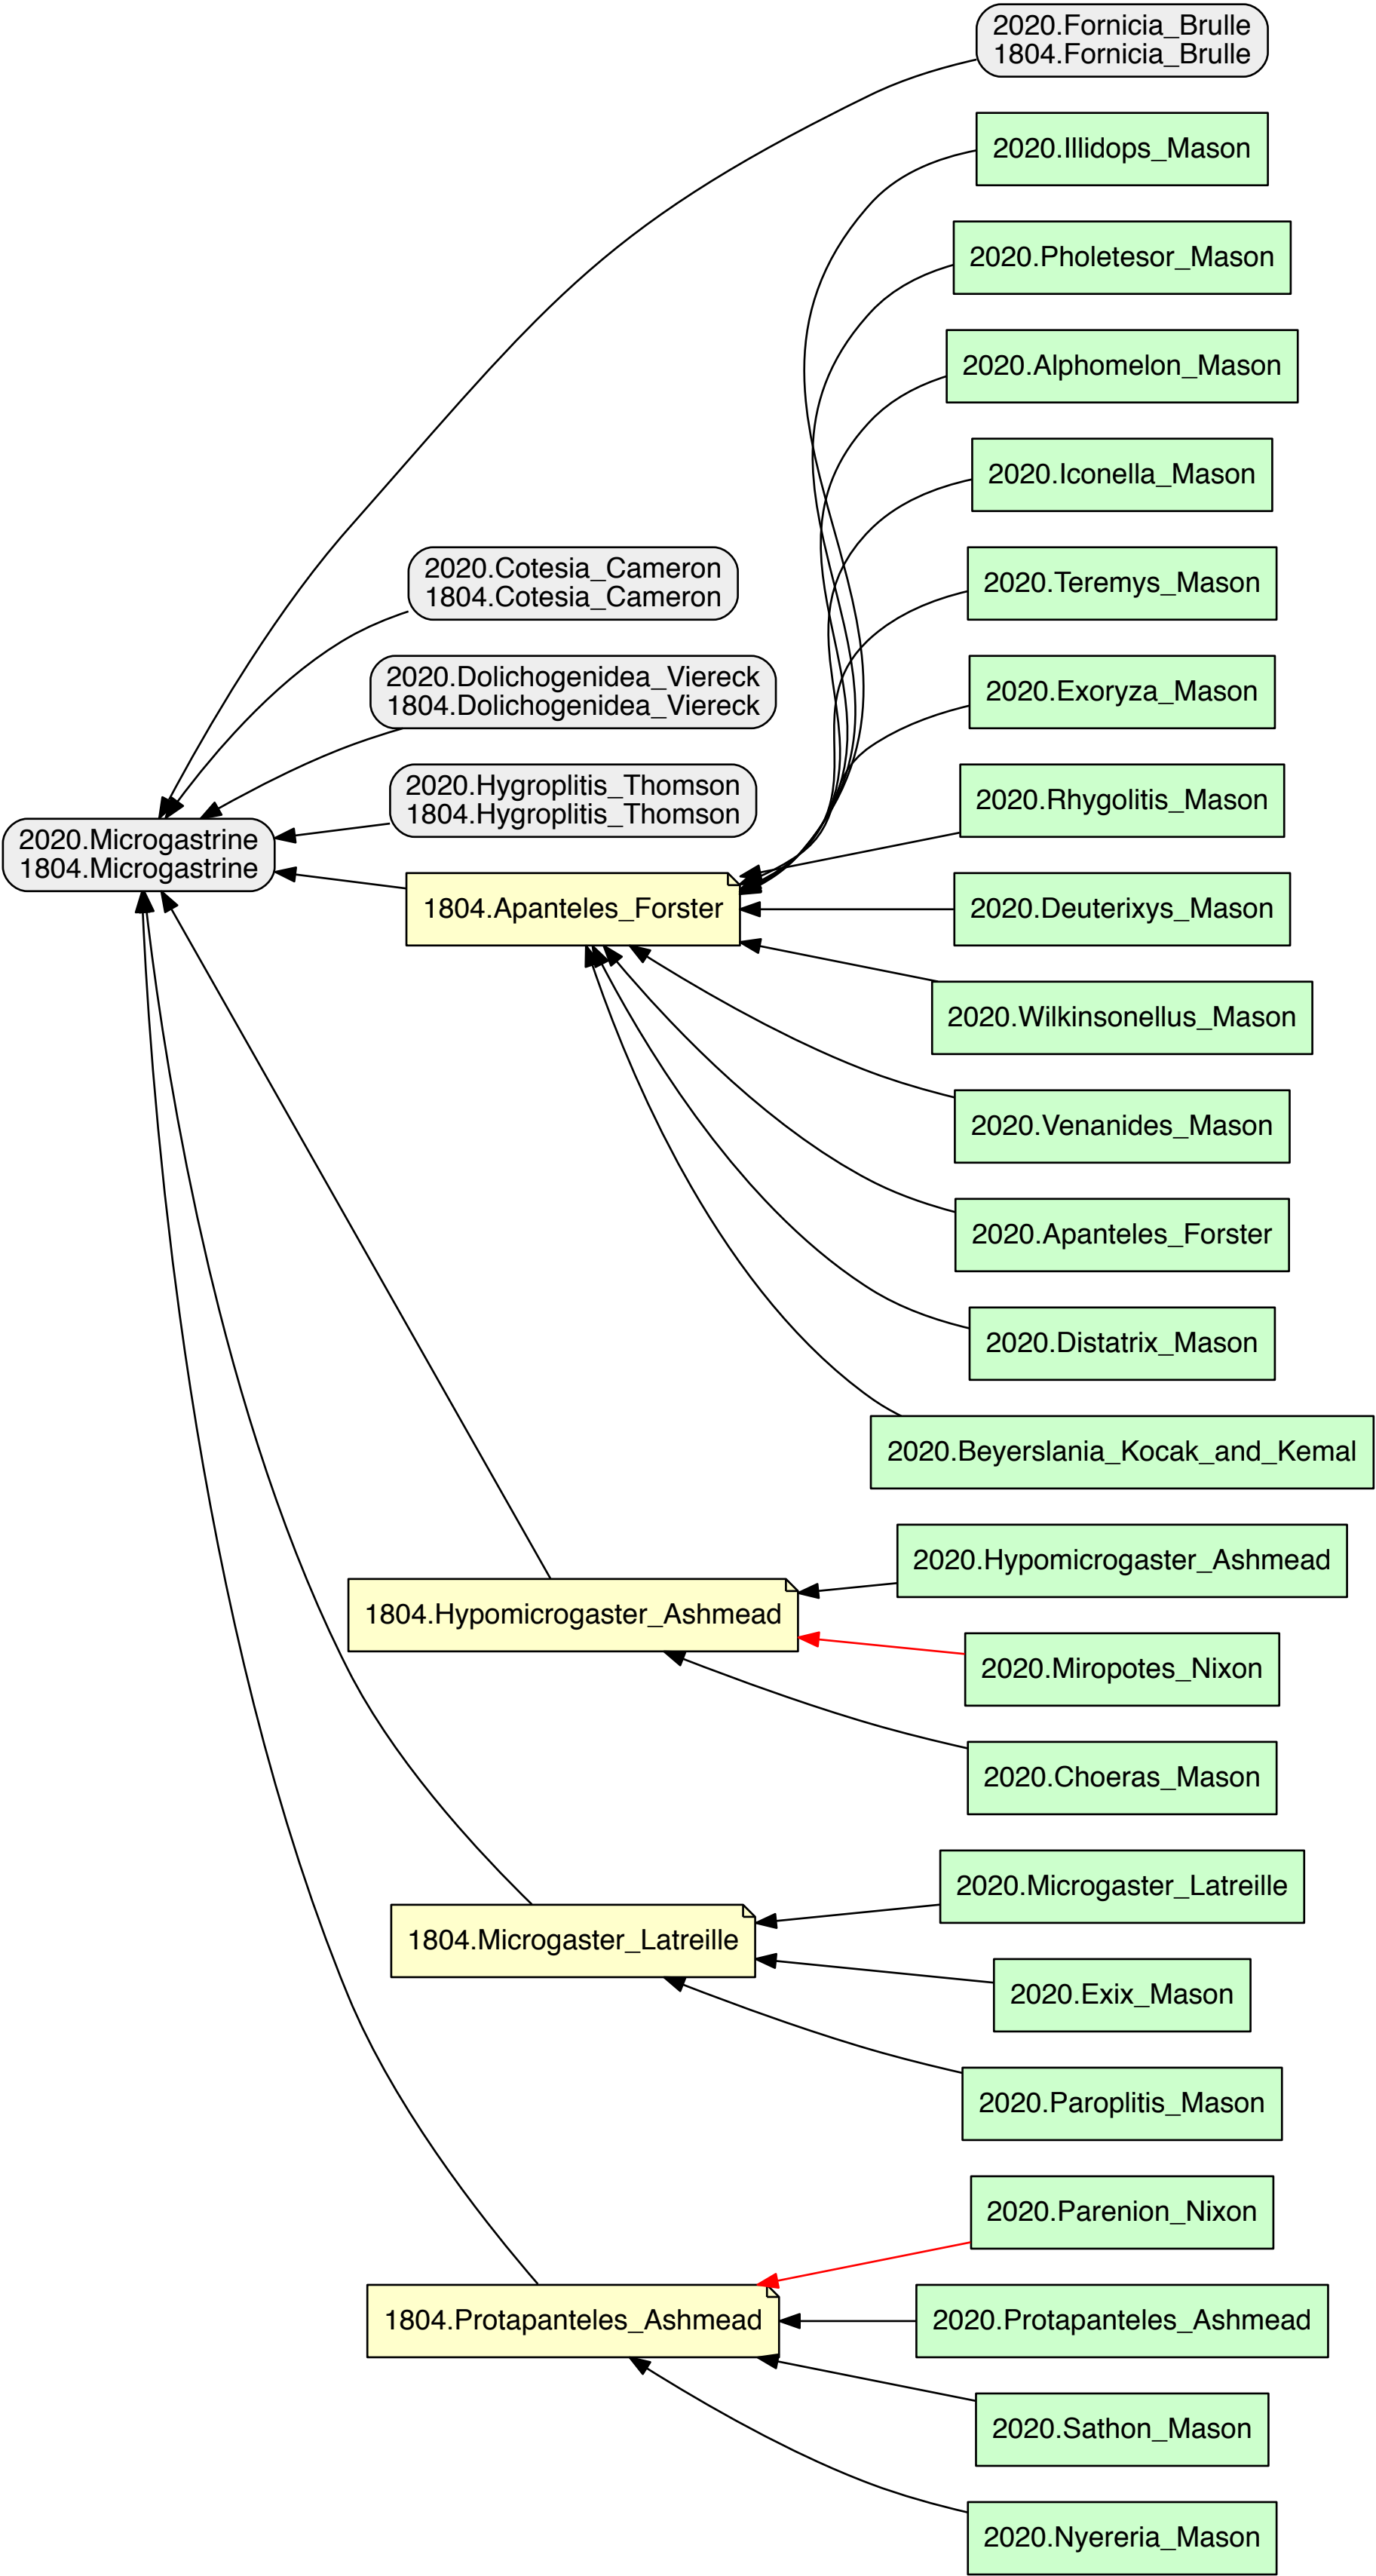 2020.Fornicia_Brulle
1804.Fornicia_Brulle
2020.Illidops_Mason
2020.Pholetesor_Mason
2020.Alphomelon_Mason
2020.Iconella_Mason
2020.Cotesia_Cameron
1804.Cotesia_Cameron
2020.Teremys_Mason
2020.Dolichogenidea_Viereck
1804.Dolichogenidea_Viereck
2020.Exoryza_Mason
2020.Hygroplitis_Thomson
1804.Hygroplitis_Thomson
2020.Rhygolitis_Mason
2020.Microgastrine
1804.Microgastrine
1804.Apanteles_Forster
2020.Deuterixys_Mason
2020.Wilkinsonellus_Mason
2020.Venanides_Mason
2020.Apanteles_Forster
2020.Distatrix_Mason
2020.Beyerslania_Kocak_and_Kemal
2020.Hypomicrogaster_Ashmead
1804.Hypomicrogaster_Ashmead
2020.Miropotes_Nixon
2020.Choeras_Mason
2020.Microgaster_Latreille
1804.Microgaster_Latreille
2020.Exix_Mason
2020.Paroplitis_Mason
2020.Parenion_Nixon
1804.Protapanteles_Ashmead
2020.Protapanteles_Ashmead
2020.Sathon_Mason
2020.Nyereria_Mason